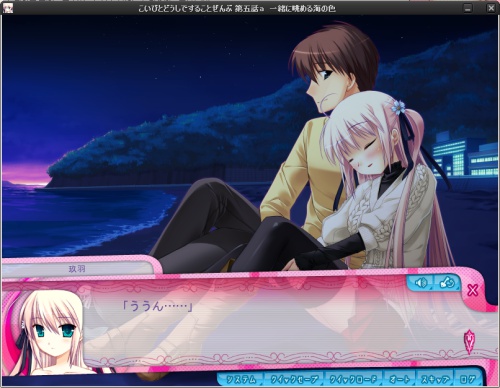 こいびとどうしですることぜんぶ 第五話a 一緒に眺める海の色
紗羽
「ううん……」
システム クイックセーブ クイックロード オート スキップ ログ